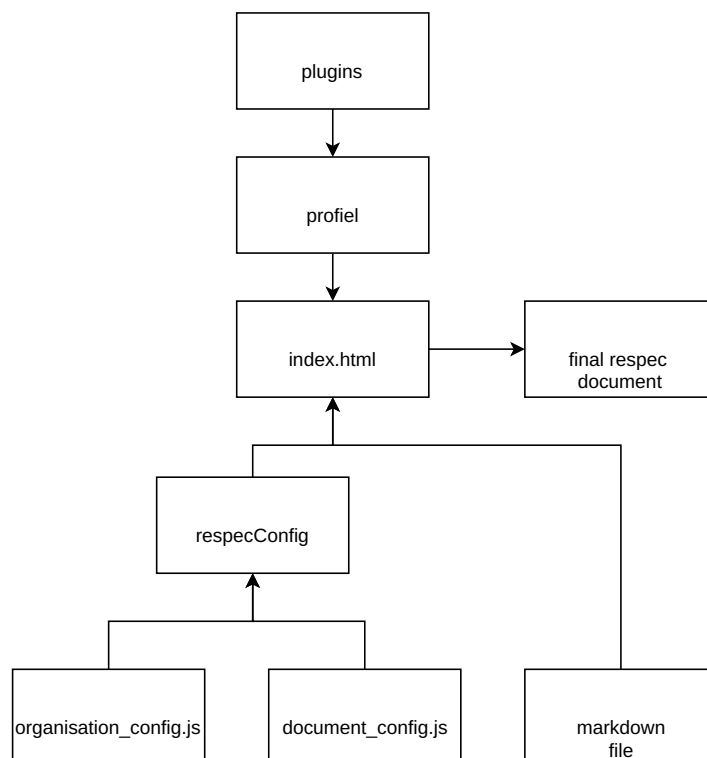 plugins
profiel
index.html
final respec
document
respecConfig
organisation_config.js
document_config.js
markdown
file